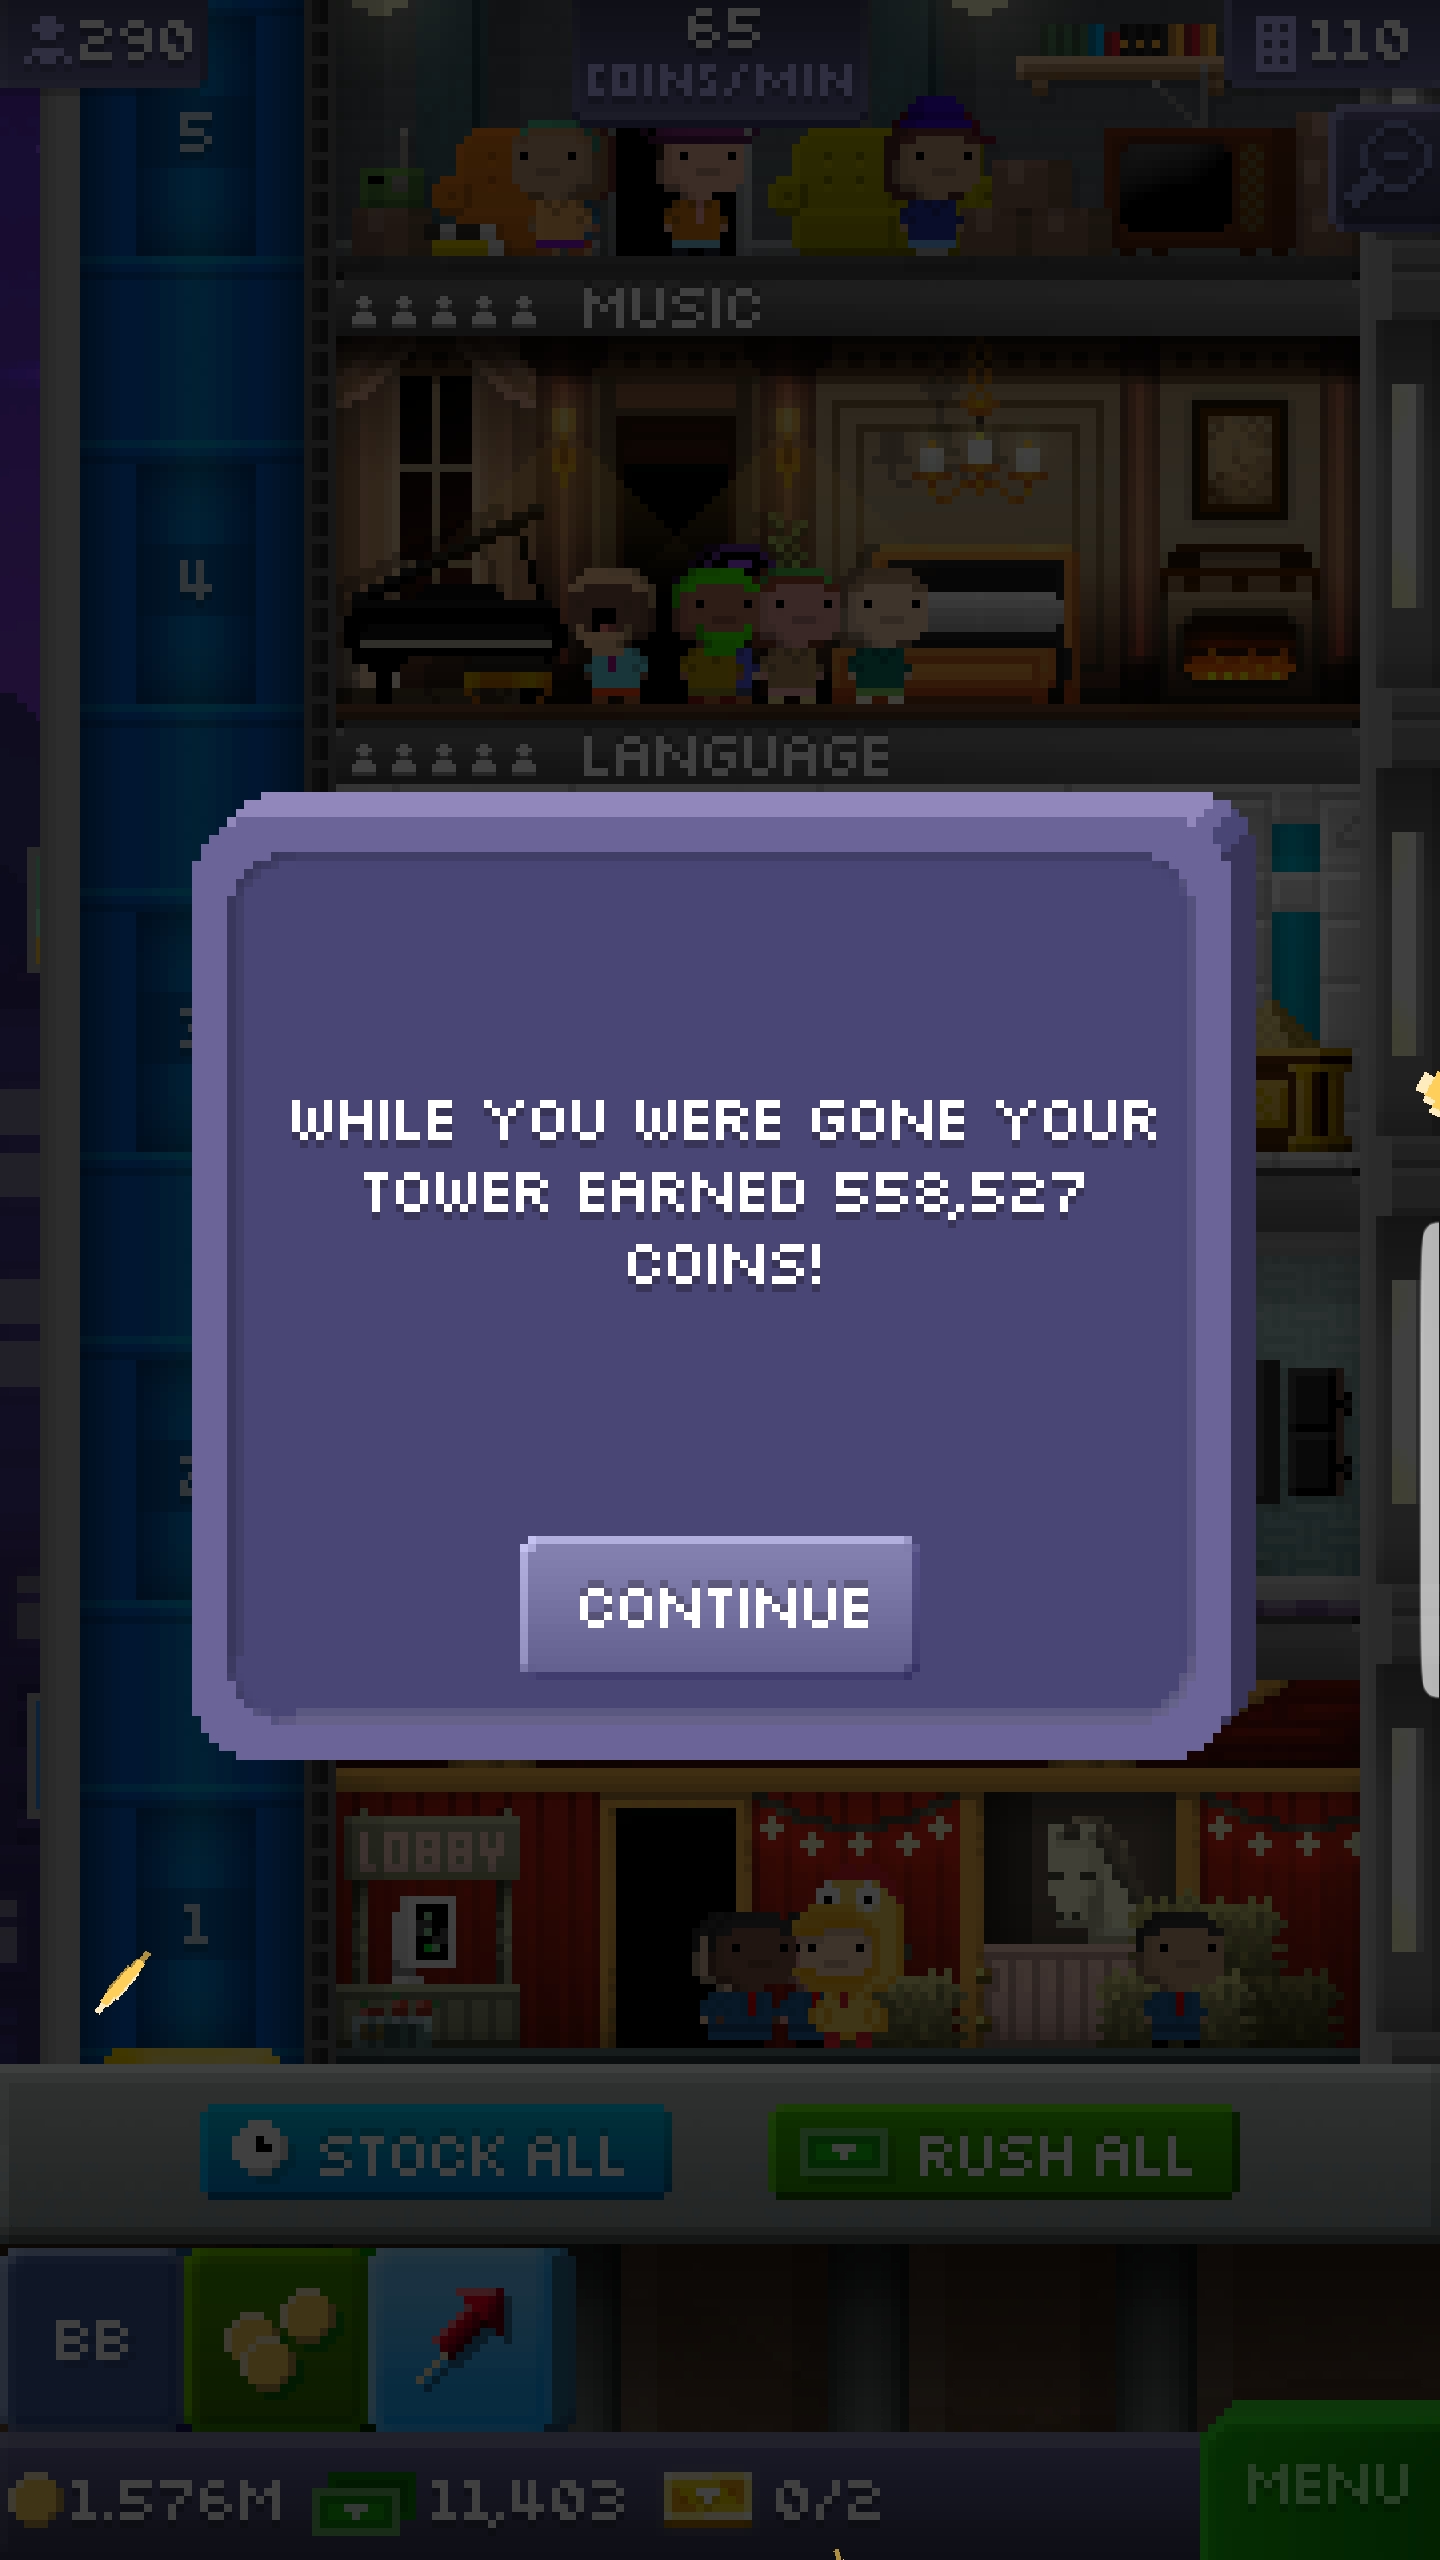 290
65
COINS/MIN
110
5
MUSIC
4
LANGUAGE
WHILE YOU WERE GONE YOUR
TOWER EARNED 558,527
COINS!
CONTINUE
LOBBY
1
STOCK ALL
RUSH ALL
BB
1.576M
11,403
0/2
MENU